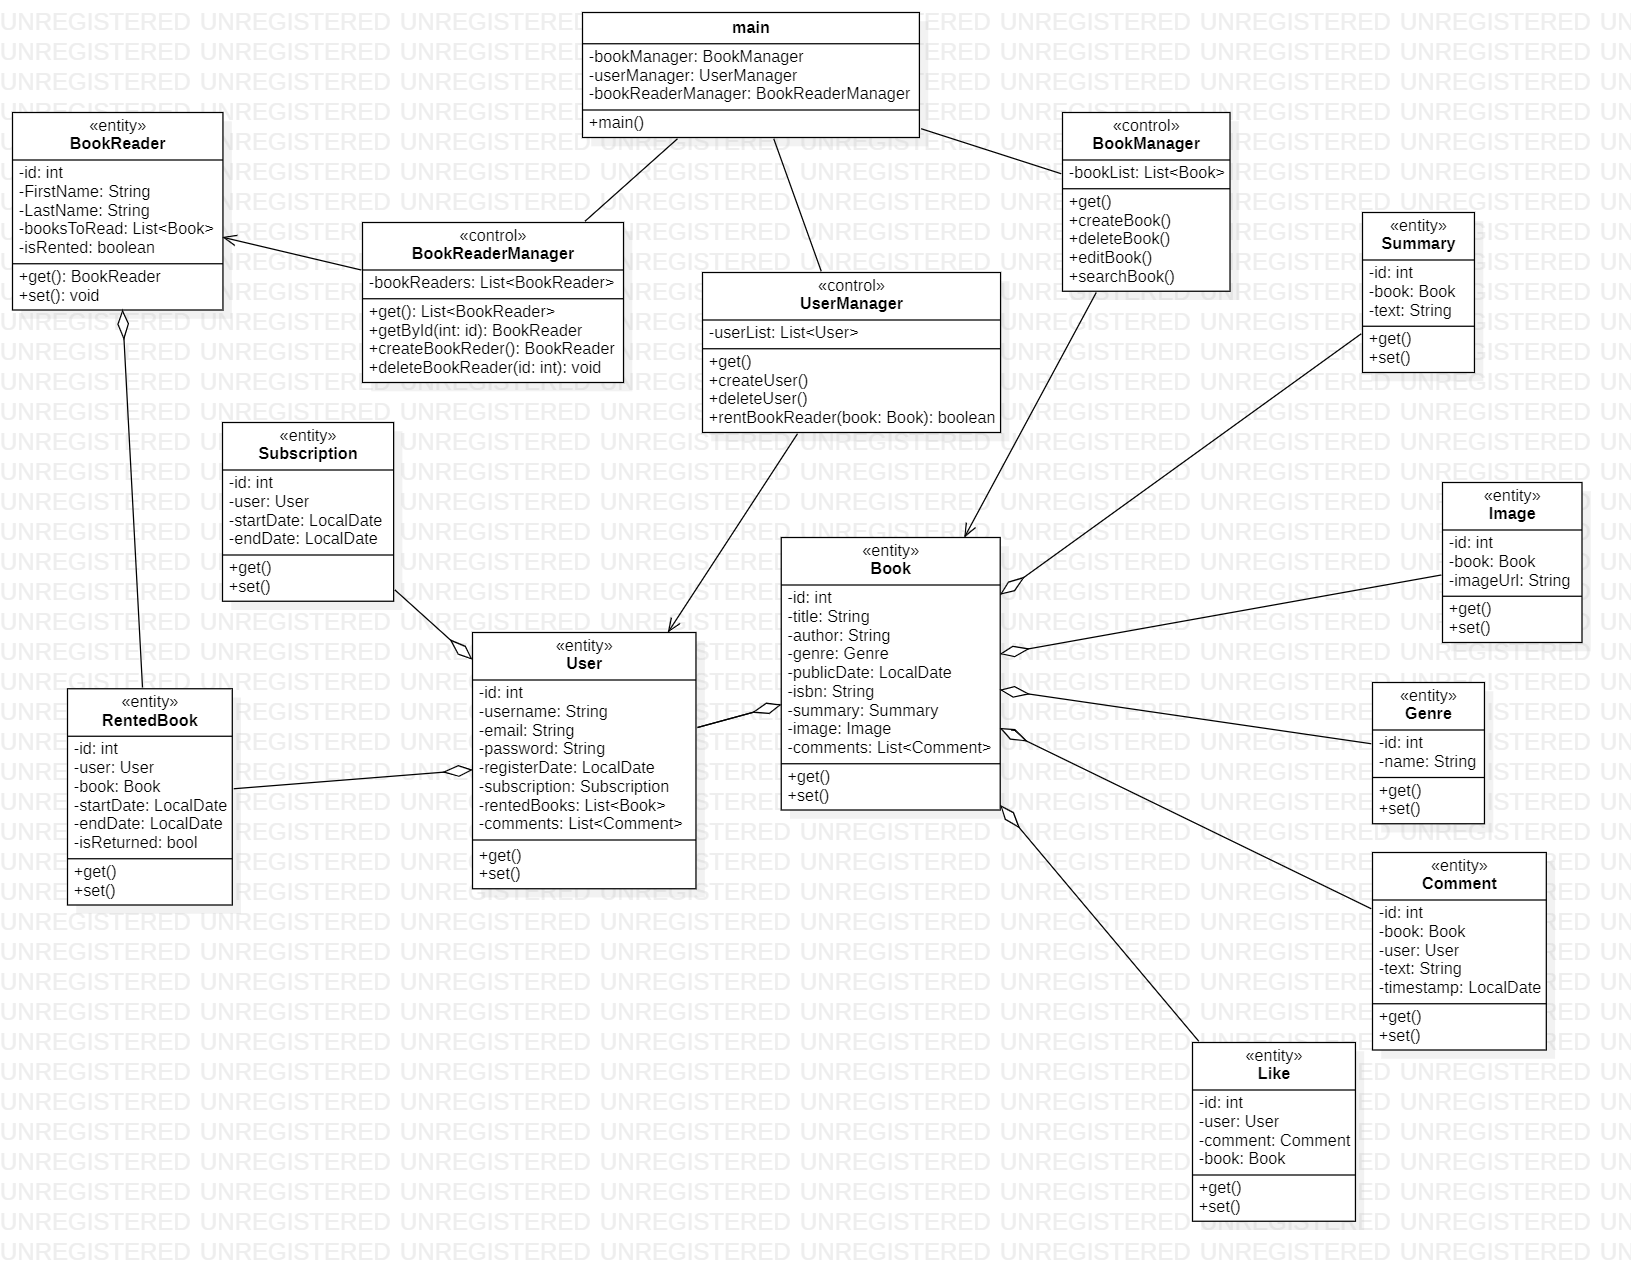 main
-bookManager: BookManager
-userManager: UserManager
-bookReaderManager: BookReaderManager
+main()
«entity»
BookReader
-id: int
-FirstName: String
-LastName: String
-booksToRead: List<Book>
-isRented: boolean
+get(): BookReader
+set(): void
«control»
BookReaderManager
-bookReaders: List<BookReader>
+get(): List<BookReader>
+getById(int: id): BookReader
+createBookReder(): BookReader
+deleteBookReader(id: int): void
«control»
UserManager
-userList: List<User>
+get()
+createUser()
+deleteUser()
+rentBookReader(book: Book): boolean
«control»
BookManager
-bookList: List<Book>
+get()
+createBook()
+deleteBook()
+editBook()
+searchBook()
«entity»
Summary
-id: int
-book: Book
-text: String
+get()
+set()
«entity»
Subscription
-id: int
-user: User
-startDate: LocalDate
-endDate: LocalDate
+get()
+set()
«entity»
Image
-id: int
-book: Book
-imageUrl: String
+get()
+set()
«entity»
Book
-id: int
-title: String
-author: String
-genre: Genre
-publicDate: LocalDate
-isbn: String
-summary: Summary
-image: Image
-comments: List<Comment>
+get()
+set()
«entity»
User
-id: int
-username: String
-email: String
-password: String
-registerDate: LocalDate
-subscription: Subscription
-rentedBooks: List<Book>
-comments: List<Comment>
+get()
+set()
«entity»
RentedBook
-id: int
-user: User
-book: Book
-startDate: LocalDate
-endDate: LocalDate
-isReturned: bool
+get()
+set()
«entity»
Genre
-id: int
-name: String
+get()
+set()
«entity»
Comment
-id: int
-book: Book
-user: User
-text: String
-timestamp: LocalDate
+get()
+set()
«entity»
Like
-id: int
-user: User
-comment: Comment
-book: Book
+get()
+set()
UNREGISTERED UNREGISTERED UNREGISTERED UNREGISTERED UNREGISTERED UNREGISTERED UNREGISTERED UNREGISTERED